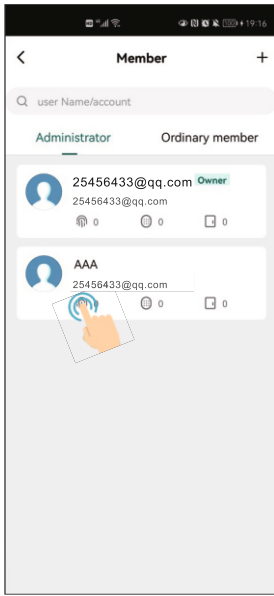 100 19:16
Member
user Name/account
Administrator Ordinary member
25456433@qq.com Owner
25456433@qq.com
0 0 0
AAA
25456433@qq.com
0 0